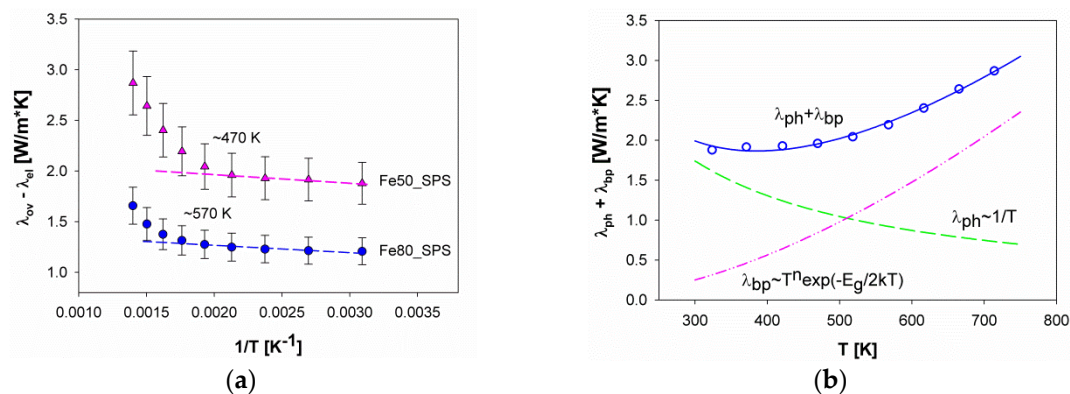 3.5
3.0
2.5
2.0
1.5
1.0
λov - λel [W/m*K]
~470 K
Fe50_SPS
~570 K
Fe80_SPS
0.0010 0.0015 0.0020 0.0025 0.0030 0.0035
1/T [K-1]
(a)
3.5
3.0
2.5
2.0
1.5
1.0
0.5
0.0
λph + λbp [W/m*K]
λph+λbp
λph~1/T
λbp~Tnexp(-Eg/2kT)
300 400 500 600 700 800
T [K]
(b)